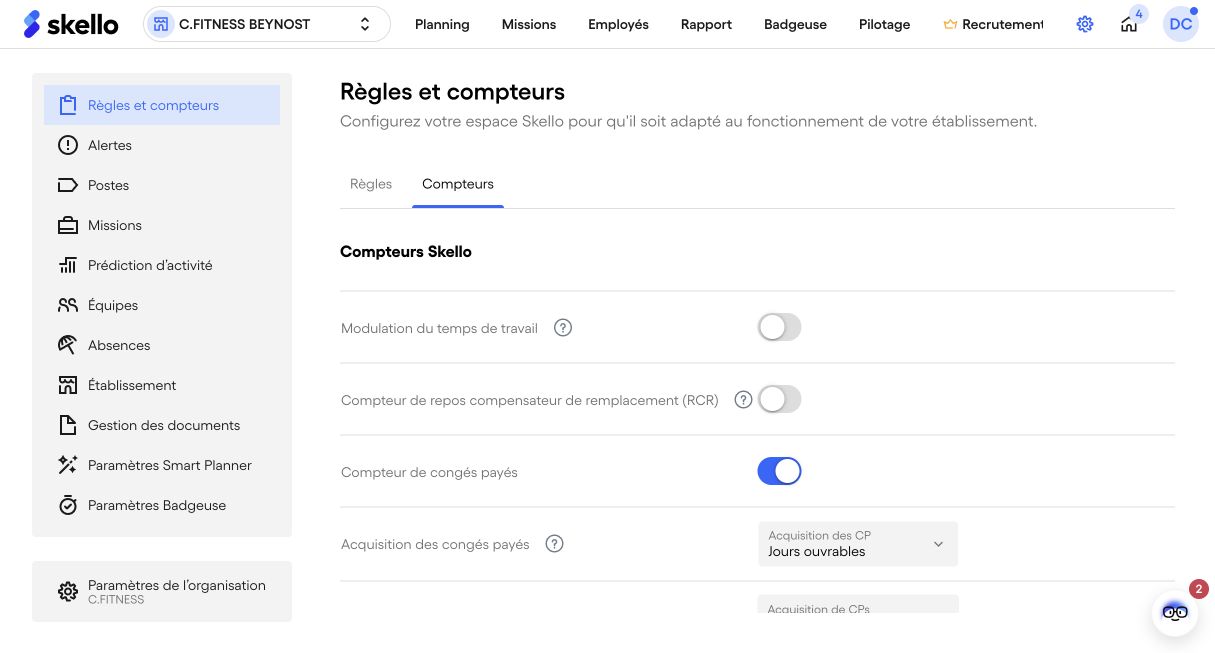 skello
C.FITNESS BEYNOST
Planning
Missions
Employés
Rapport
Badgeuse
Pilotage
Recrutement
4
DC
Règles et compteurs
Alertes
Postes
Missions
Prédiction d'activité
Équipes
Absences
Établissement
Gestion des documents
Paramètres Smart Planner
Paramètres Badgeuse
Paramètres de l'organisation
C.FITNESS
Règles et compteurs
Configurez votre espace Skello pour qu'il soit adapté au fonctionnement de votre établissement.
Règles
Compteurs
Compteurs Skello
Modulation du temps de travail ?
Compteur de repos compensateur de remplacement (RCR) ?
Compteur de congés payés
Acquisition des congés payés ?
Acquisition des CP
Jours ouvrables
Acquisition de CPs
2